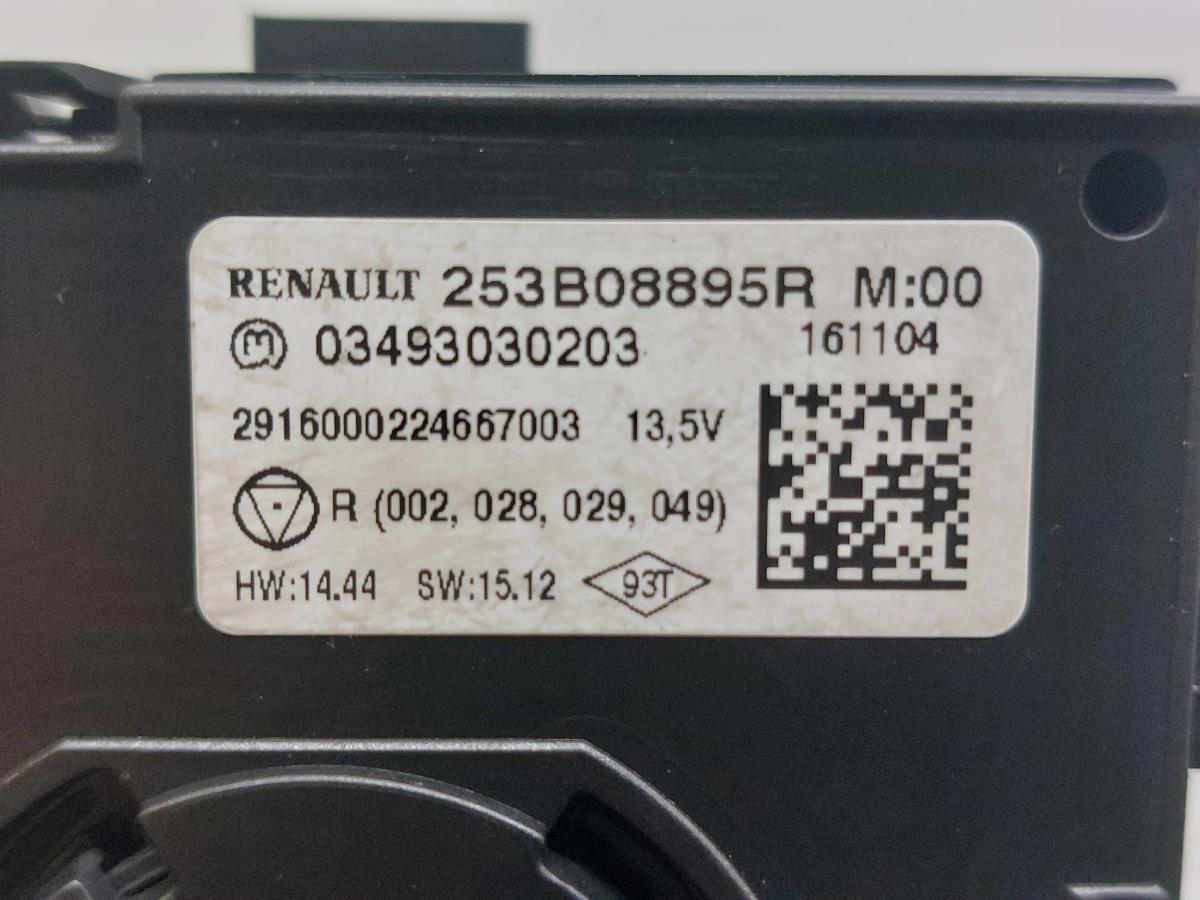 RENAULT 253B08895R M:00
03493030203 161104
2916000224667003 13,5V
R (002, 028, 029, 049)
HW:14.44 SW:15.12 93T